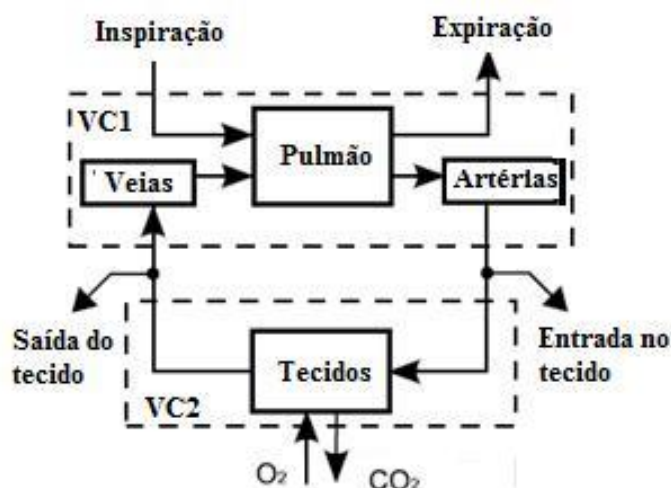 Inspiração
Expiração
VC1
Pulmão
Veias
Artérias
Saída do
tecido
Entrada no
tecido
Tecidos
VC2
O₂
CO₂